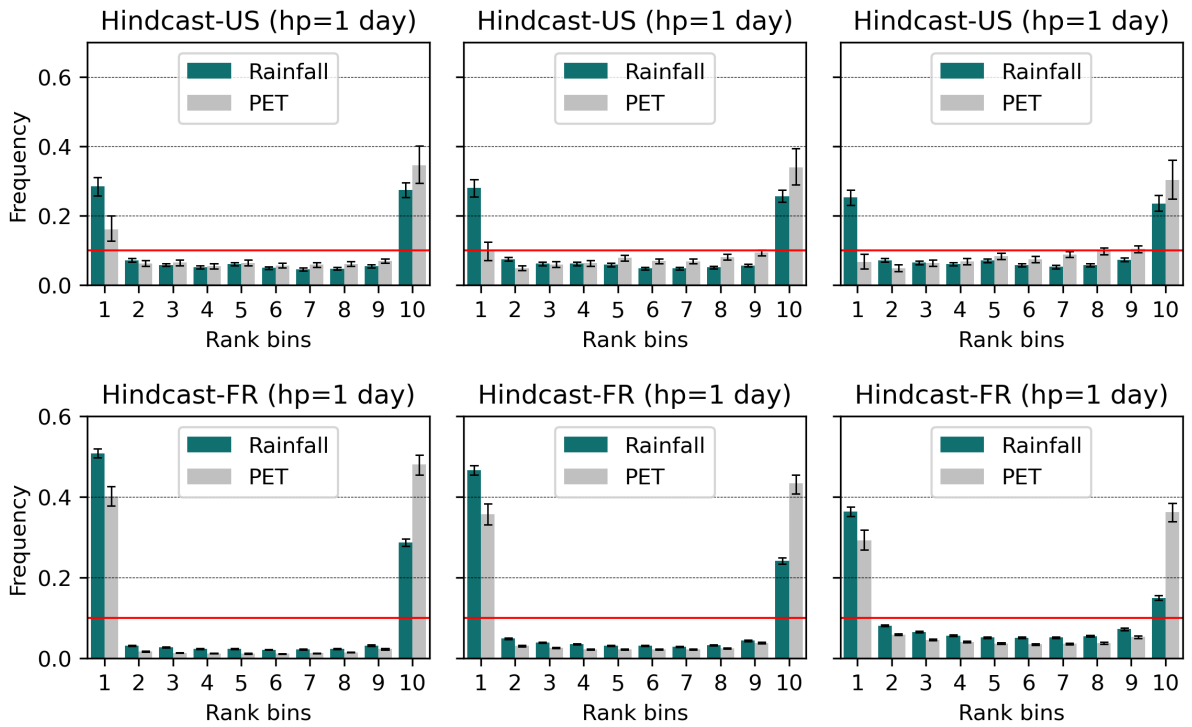 Hindcast-US (hp=1 day)
Frequency
0.6
0.4
0.2
0.0
Rainfall
PET
1 2 3 4 5 6 7 8 9 10
Rank bins
Hindcast-US (hp=1 day)
Rainfall
PET
1 2 3 4 5 6 7 8 9 10
Rank bins
Hindcast-US (hp=1 day)
Rainfall
PET
1 2 3 4 5 6 7 8 9 10
Rank bins
Hindcast-FR (hp=1 day)
Frequency
0.6
0.4
0.2
0.0
Rainfall
PET
1 2 3 4 5 6 7 8 9 10
Rank bins
Hindcast-FR (hp=1 day)
Rainfall
PET
1 2 3 4 5 6 7 8 9 10
Rank bins
Hindcast-FR (hp=1 day)
Rainfall
PET
1 2 3 4 5 6 7 8 9 10
Rank bins